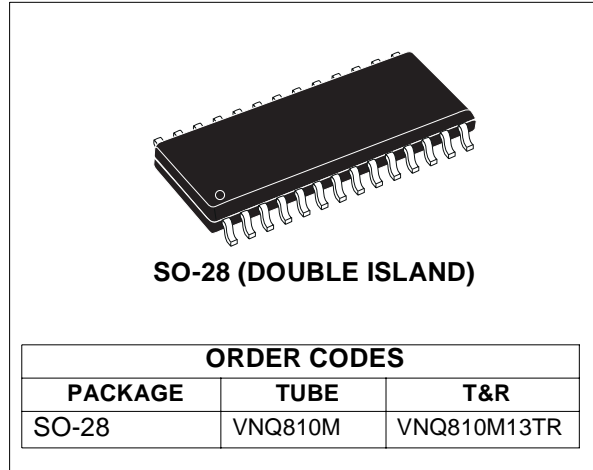 SO-28 (DOUBLE ISLAND)
ORDER CODES
PACKAGE TUBE T&R
SO-28 VNQ810M VNQ810M13TR